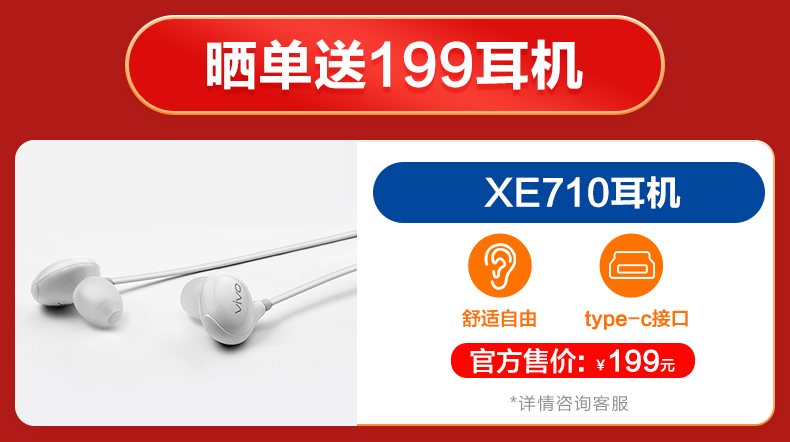 晒单送199耳机
XE710耳机
vivo
舒适自由
type-c接口
官方售价:￥199元
*详情咨询客服